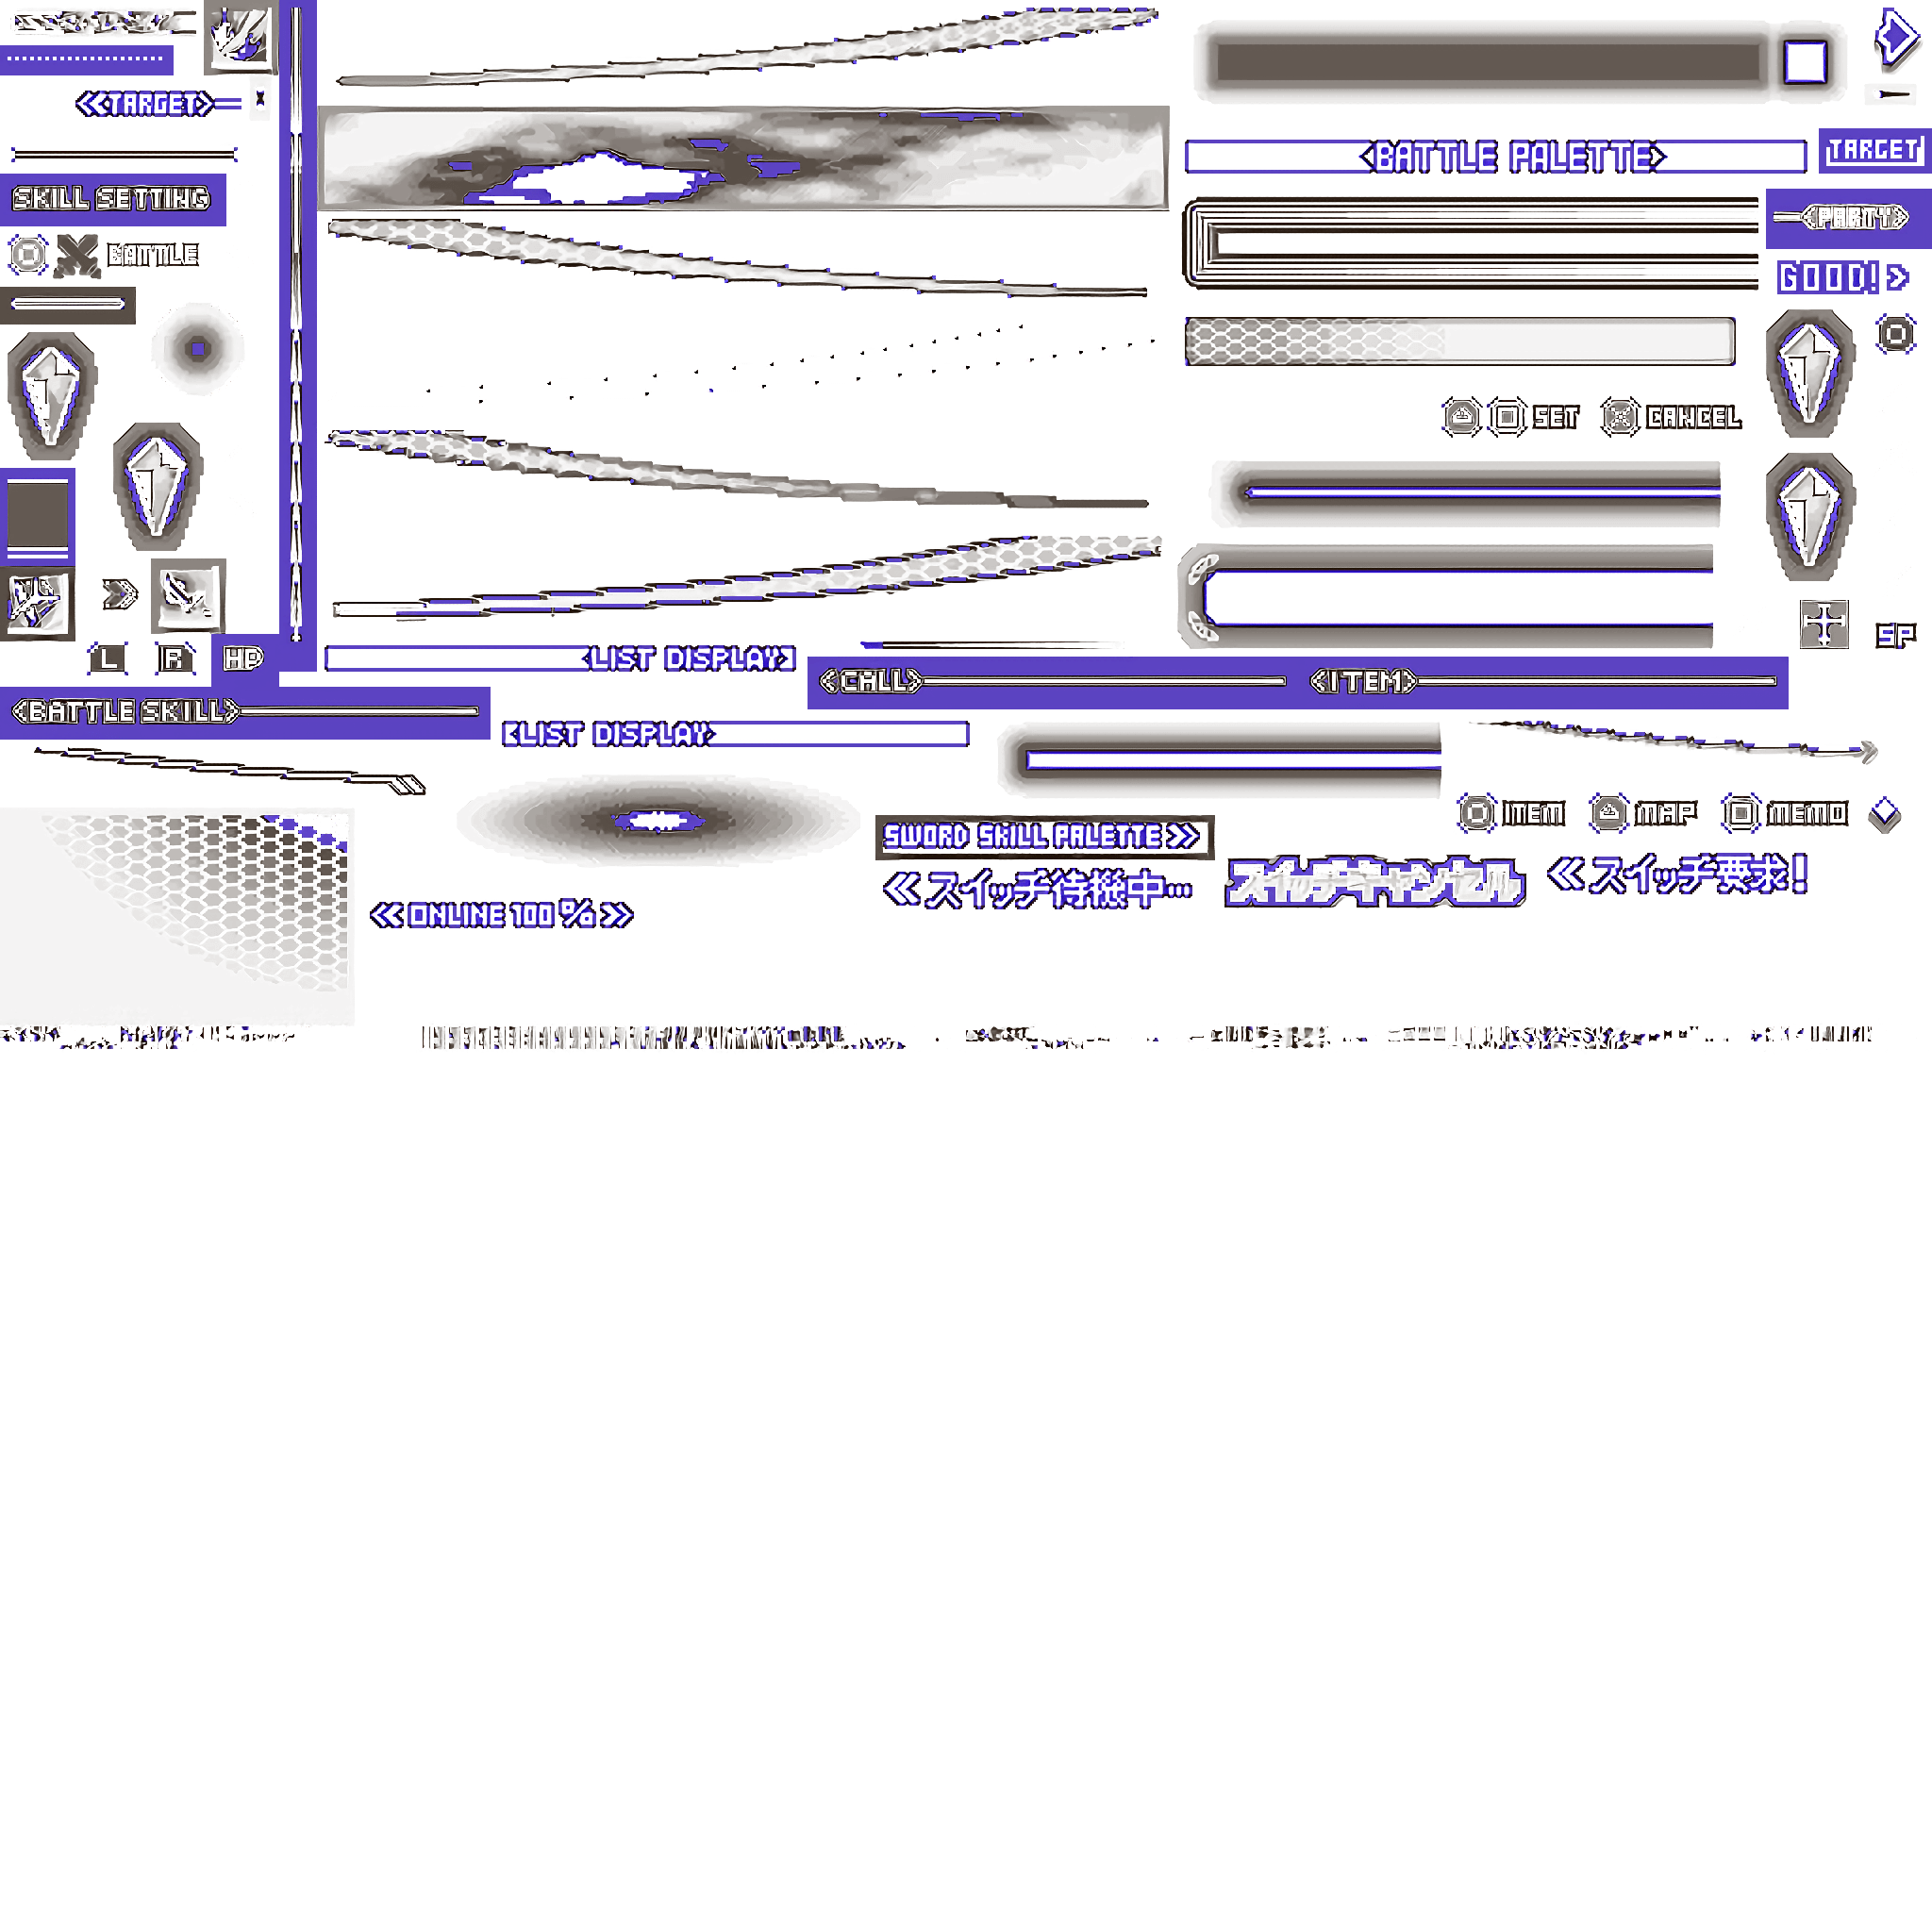 TARGET
BATTLE PALETTE
TARGET
SKILL SETTING
PARTY
BATTLE
GOOD!
SET
CANCEL
L
R
HP
LIST DISPLAY
SP
CALL
ITEM
BATTLE SKILL
LIST DISPLAY
ITEM
MAP
MEMO
SWORD SKILL PALETTE >>
<< スイッチ待機中…
スイッチキャンセル
<< スイッチ要求!
<< ONLINE 100 % >>